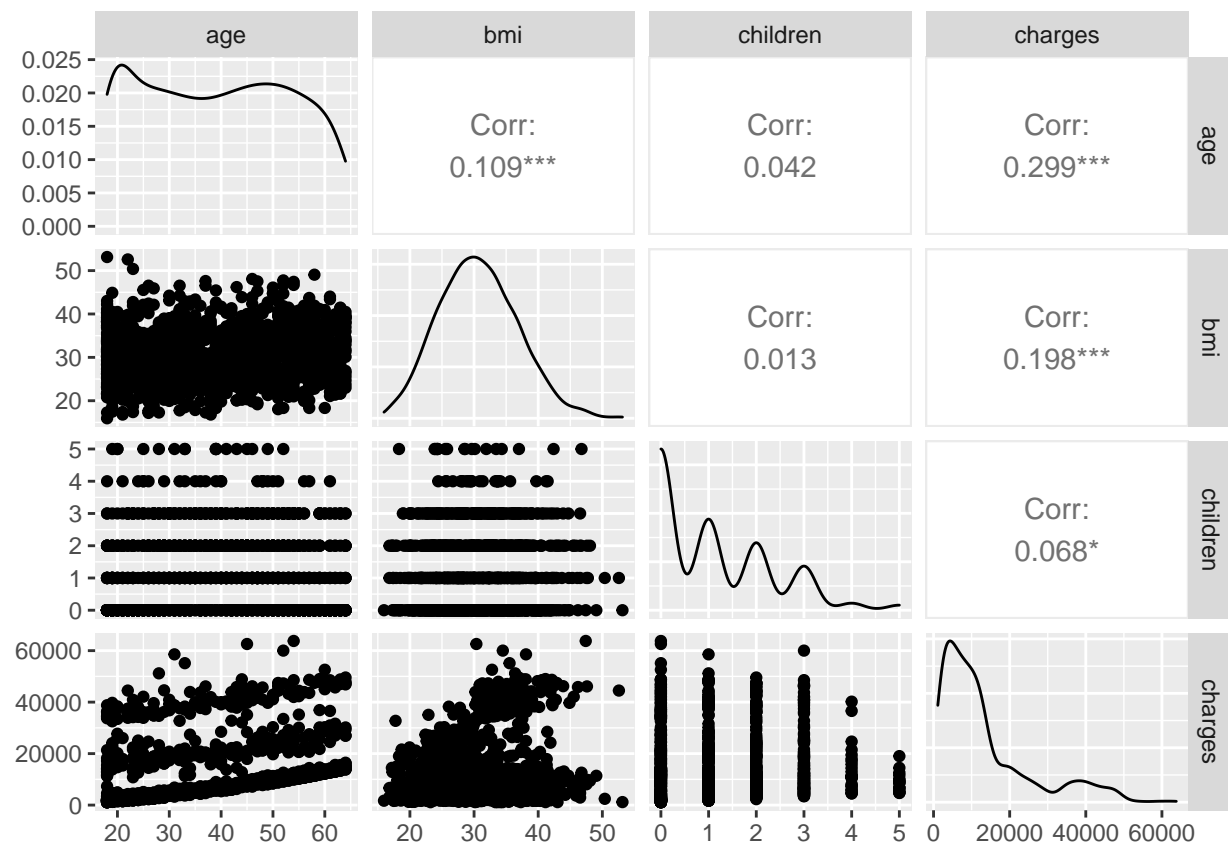 age bmi children charges
0.025
0.020
0.015
0.010
0.005
0.000
Corr:
0.109***
Corr:
0.042
Corr:
0.299***
age
50
40
30
20
Corr:
0.013
Corr:
0.198***
bmi
5
4
3
2
1
0
Corr:
0.068*
children
60000
40000
20000
0
charges
20 30 40 50 60
20 30 40 50
0 1 2 3 4 5
0 20000 40000 60000